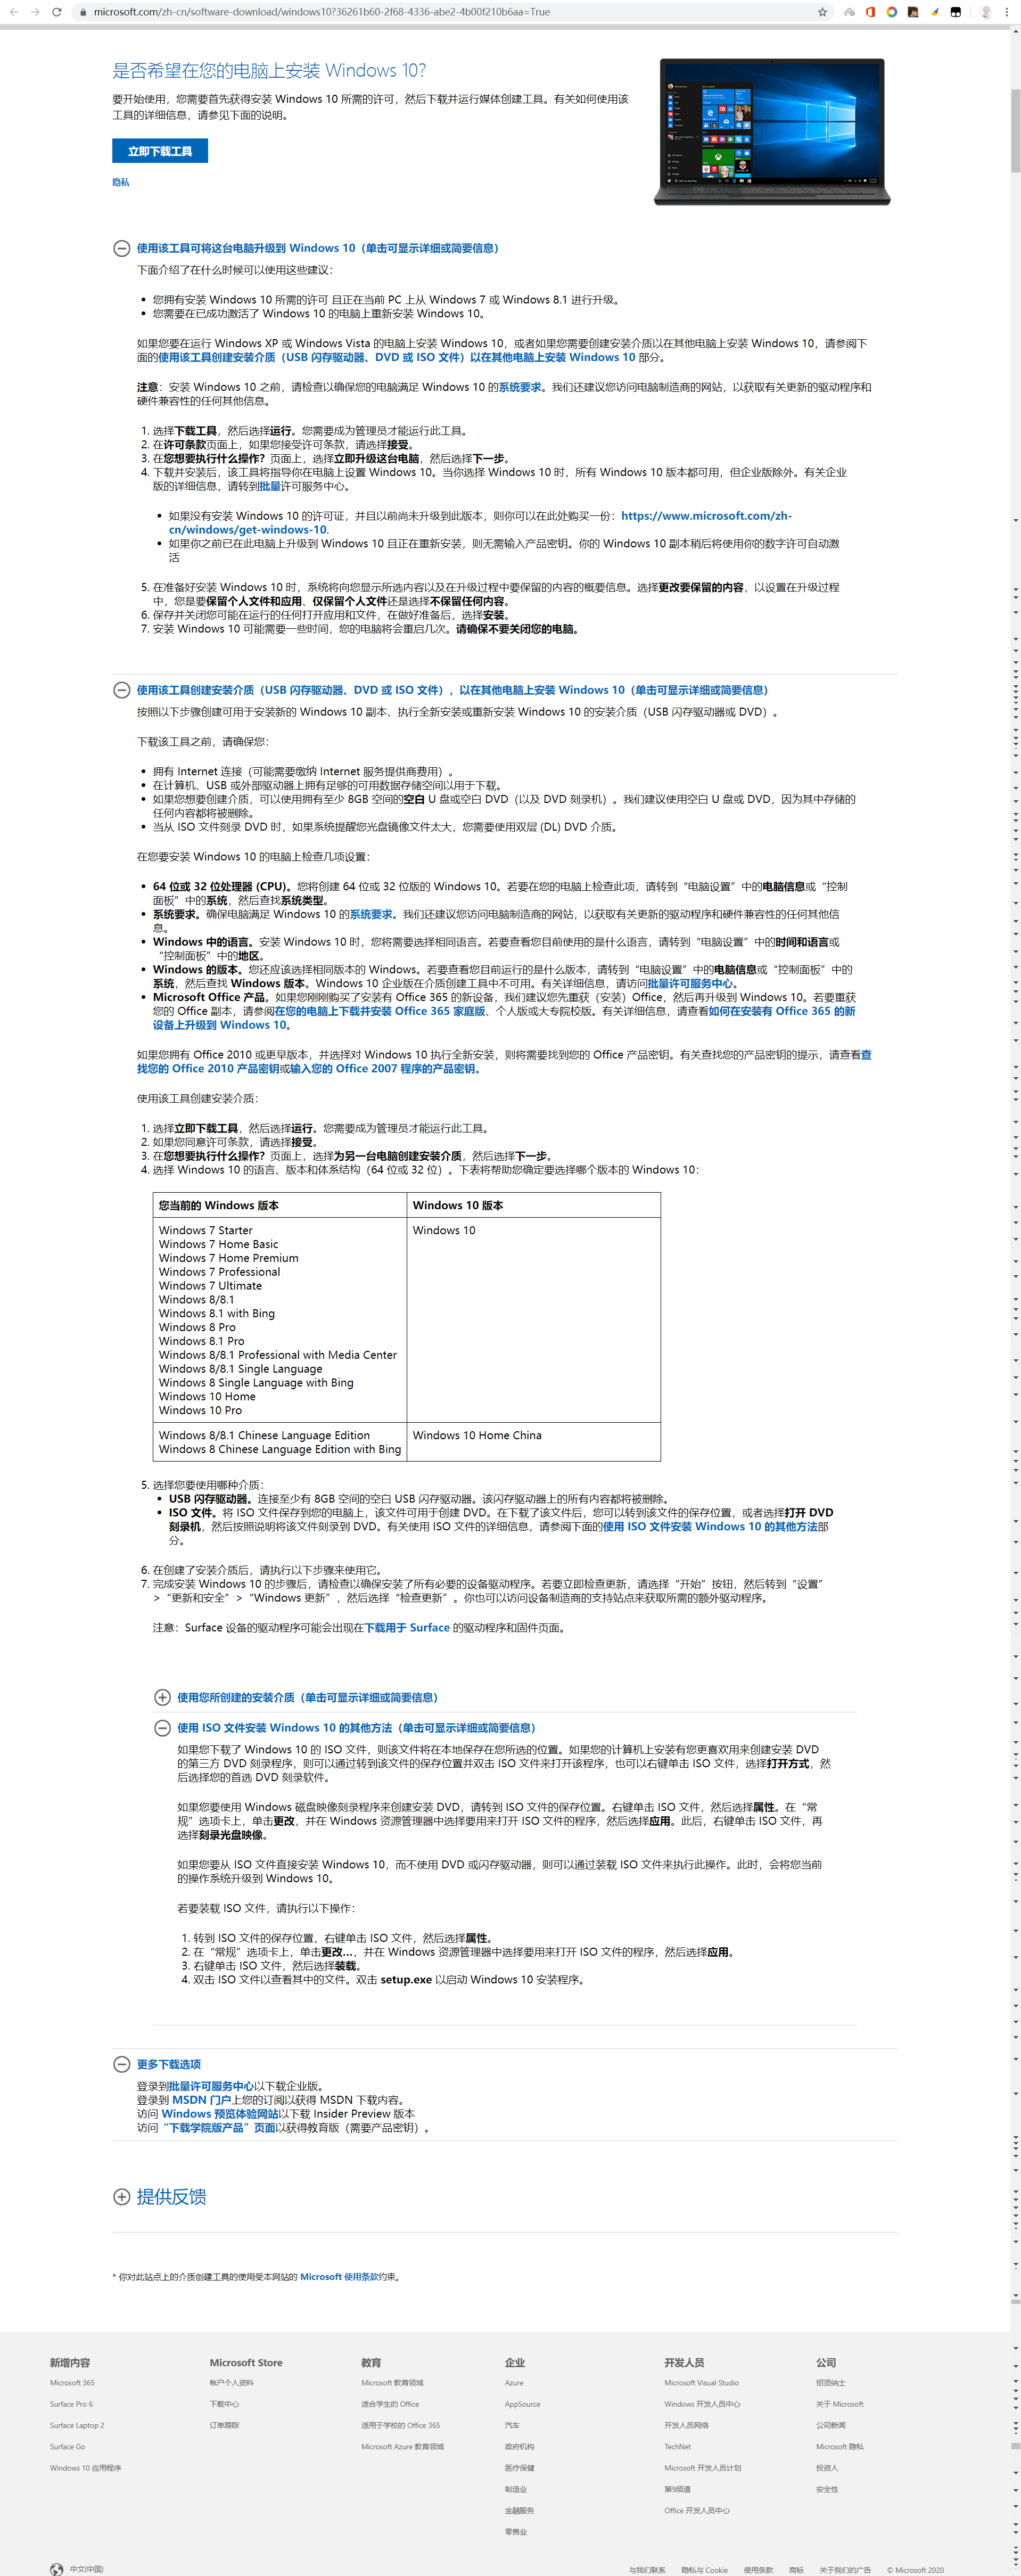 microsoft.com/zh-cn/software-download/windows10?36261b60-2f68-4336-abe2-4b00f210b6aa=True
是否希望在您的电脑上安装 Windows 10?
要开始使用，您需要首先获得安装 Windows 10 所需的许可，然后下载并运行媒体创建工具。有关如何使用该
工具的详细信息，请参见下面的说明。
立即下载工具
隐私
使用该工具可将这台电脑升级到 Windows 10（单击可显示详细或简要信息）
下面介绍了在什么时候可以使用这些建议：
• 您拥有安装 Windows 10 所需的许可 且正在当前 PC 上从 Windows 7 或 Windows 8.1 进行升级。
• 您需要在已成功激活了 Windows 10 的电脑上重新安装 Windows 10。
如果您要在运行 Windows XP 或 Windows Vista 的电脑上安装 Windows 10，或者如果您需要创建安装介质以在其他电脑上安装 Windows 10，请参阅下
面的使用该工具创建安装介质（USB 闪存驱动器、DVD 或 ISO 文件）以在其他电脑上安装 Windows 10 部分。
注意：安装 Windows 10 之前，请检查以确保您的电脑满足 Windows 10 的系统要求。我们还建议您访问电脑制造商的网站，以获取有关更新的驱动程序和
硬件兼容性的任何其他信息。
1. 选择下载工具，然后选择运行。您需要成为管理员才能运行此工具。
2. 在许可条款页面上，如果您接受许可条款，请选择接受。
3. 在您想要执行什么操作？页面上，选择立即升级这台电脑，然后选择下一步。
4. 下载并安装后，该工具将指导你在电脑上设置 Windows 10。当你选择 Windows 10 时，所有 Windows 10 版本都可用，但企业版除外。有关企业
版的详细信息，请转到批量许可服务中心。
• 如果没有安装 Windows 10 的许可证，并且以前尚未升级到此版本，则你可以在此处购买一份：https://www.microsoft.com/zh-
cn/windows/get-windows-10.
• 如果你之前已在此电脑上升级到 Windows 10 且正在重新安装，则无需输入产品密钥。你的 Windows 10 副本稍后将使用你的数字许可自动激
活
5. 在准备好安装 Windows 10 时，系统将向您显示所选内容以及在升级过程中要保留的内容的概要信息。选择更改要保留的内容，以设置在升级过程
中，您是要保留个人文件和应用、仅保留个人文件还是选择不保留任何内容。
6. 保存并关闭您可能在运行的任何打开应用和文件，在做好准备后，选择安装。
7. 安装 Windows 10 可能需要一些时间，您的电脑将会重启几次。请确保不要关闭您的电脑。
使用该工具创建安装介质（USB 闪存驱动器、DVD 或 ISO 文件），以在其他电脑上安装 Windows 10（单击可显示详细或简要信息）
按照以下步骤创建可用于安装新的 Windows 10 副本、执行全新安装或重新安装 Windows 10 的安装介质（USB 闪存驱动器或 DVD）。
下载该工具之前，请确保您：
• 拥有 Internet 连接（可能需要缴纳 Internet 服务提供商费用）。
• 在计算机、USB 或外部驱动器上拥有足够的可用数据存储空间以用于下载。
• 如果您想要创建介质，可以使用拥有至少 8GB 空间的空白 U 盘或空白 DVD（以及 DVD 刻录机）。我们建议使用空白 U 盘或 DVD，因为其中存储的
任何内容都将被删除。
• 当从 ISO 文件刻录 DVD 时，如果系统提醒您光盘镜像文件太大，您需要使用双层 (DL) DVD 介质。
在您要安装 Windows 10 的电脑上检查几项设置：
• 64 位或 32 位处理器 (CPU)。您将创建 64 位或 32 位版的 Windows 10。若要在您的电脑上检查此项，请转到“电脑设置”中的电脑信息或“控制
面板”中的系统，然后查找系统类型。
• 系统要求。确保电脑满足 Windows 10 的系统要求。我们还建议您访问电脑制造商的网站，以获取有关更新的驱动程序和硬件兼容性的任何其他信
息。
• Windows 中的语言。安装 Windows 10 时，您将需要选择相同语言。若要查看您目前使用的是什么语言，请转到“电脑设置”中的时间和语言或
“控制面板”中的地区。
• Windows 的版本。您还应该选择相同版本的 Windows。若要查看您目前运行的是什么版本，请转到“电脑设置”中的电脑信息或“控制面板”中的
系统，然后查找 Windows 版本。Windows 10 企业版在介质创建工具中不可用。有关详细信息，请访问批量许可服务中心。
• Microsoft Office 产品。如果您刚刚购买了安装有 Office 365 的新设备，我们建议您先重获（安装）Office，然后再升级到 Windows 10。若要重获
您的 Office 副本，请参阅在您的电脑上下载并安装 Office 365 家庭版、个人版或大专院校版。有关详细信息，请查看如何在安装有 Office 365 的新
设备上升级到 Windows 10。
如果您拥有 Office 2010 或更早版本，并选择对 Windows 10 执行全新安装，则将需要找到您的 Office 产品密钥。有关查找您的产品密钥的提示，请查看查
找您的 Office 2010 产品密钥或输入您的 Office 2007 程序的产品密钥。
使用该工具创建安装介质：
1. 选择立即下载工具，然后选择运行。您需要成为管理员才能运行此工具。
2. 如果您同意许可条款，请选择接受。
3. 在您想要执行什么操作？页面上，选择为另一台电脑创建安装介质，然后选择下一步。
4. 选择 Windows 10 的语言、版本和体系结构（64 位或 32 位）。下表将帮助您确定要选择哪个版本的 Windows 10：
您当前的 Windows 版本 Windows 10 版本
Windows 7 Starter Windows 10
Windows 7 Home Basic
Windows 7 Home Premium
Windows 7 Professional
Windows 7 Ultimate
Windows 8/8.1
Windows 8.1 with Bing
Windows 8 Pro
Windows 8.1 Pro
Windows 8/8.1 Professional with Media Center
Windows 8/8.1 Single Language
Windows 8 Single Language with Bing
Windows 10 Home
Windows 10 Pro
Windows 8/8.1 Chinese Language Edition Windows 10 Home China
Windows 8 Chinese Language Edition with Bing
5. 选择您要使用哪种介质：
• USB 闪存驱动器。连接至少有 8GB 空间的空白 USB 闪存驱动器。该闪存驱动器上的所有内容都将被删除。
• ISO 文件。将 ISO 文件保存到您的电脑上，该文件可用于创建 DVD。在下载了该文件后，您可以转到该文件的保存位置，或者选择打开 DVD
刻录机，然后按照说明将该文件刻录到 DVD。有关使用 ISO 文件的详细信息，请参阅下面的使用 ISO 文件安装 Windows 10 的其他方法部
分。
6. 在创建了安装介质后，请执行以下步骤来使用它。
7. 完成安装 Windows 10 的步骤后，请检查以确保安装了所有必要的设备驱动程序。若要立即检查更新，请选择“开始”按钮，然后转到“设置”
>“更新和安全”>“Windows 更新”，然后选择“检查更新”。你也可以访问设备制造商的支持站点来获取所需的额外驱动程序。
注意：Surface 设备的驱动程序可能会出现在下载用于 Surface 的驱动程序和固件页面。
使用您所创建的安装介质（单击可显示详细或简要信息）
使用 ISO 文件安装 Windows 10 的其他方法（单击可显示详细或简要信息）
如果您下载了 Windows 10 的 ISO 文件，则该文件将在本地保存在您所选的位置。如果您的计算机上安装有您更喜欢用来创建安装 DVD
的第三方 DVD 刻录程序，则可以通过转到该文件的保存位置并双击 ISO 文件来打开该程序，也可以右键单击 ISO 文件，选择打开方式，然
后选择您的首选 DVD 刻录软件。
如果您要使用 Windows 磁盘映像刻录程序来创建安装 DVD，请转到 ISO 文件的保存位置。右键单击 ISO 文件，然后选择属性。在“常
规”选项卡上，单击更改，并在 Windows 资源管理器中选择要用来打开 ISO 文件的程序，然后选择应用。此后，右键单击 ISO 文件，再
选择刻录光盘映像。
如果您要从 ISO 文件直接安装 Windows 10，而不使用 DVD 或闪存驱动器，则可以通过装载 ISO 文件来执行此操作。此时，会将您当前
的操作系统升级到 Windows 10。
若要装载 ISO 文件，请执行以下操作：
1. 转到 ISO 文件的保存位置，右键单击 ISO 文件，然后选择属性。
2. 在“常规”选项卡上，单击更改…，并在 Windows 资源管理器中选择要用来打开 ISO 文件的程序，然后选择应用。
3. 右键单击 ISO 文件，然后选择装载。
4. 双击 ISO 文件以查看其中的文件。双击 setup.exe 以启动 Windows 10 安装程序。
更多下载选项
登录到批量许可服务中心以下载企业版。
登录到 MSDN 门户上您的订阅以获得 MSDN 下载内容。
访问 Windows 预览体验网站以下载 Insider Preview 版本
访问“下载学院版产品”页面以获得教育版（需要产品密钥）。
提供反馈
* 你对此站点上的介质创建工具的使用受本网站的 Microsoft 使用条款约束。
新增内容 Microsoft Store 教育 企业 开发人员 公司
Microsoft 365 帐户个人资料 Microsoft 教育领域 Azure Microsoft Visual Studio 招贤纳士
Surface Pro 6 下载中心 适合学生的 Office AppSource Windows 开发人员中心 关于 Microsoft
Surface Laptop 2 订单跟踪 适用于学校的 Office 365 汽车 开发人员网络 公司新闻
Surface Go Microsoft Azure 教育领域 政府机构 TechNet Microsoft 隐私
Windows 10 应用程序 医疗保健 Microsoft 开发人员计划 投资人
制造业 第9频道 安全性
金融服务 Office 开发人员中心
零售业
中文(中国) 与我们联系 隐私与 Cookie 使用条款 商标 关于我们的广告 © Microsoft 2020